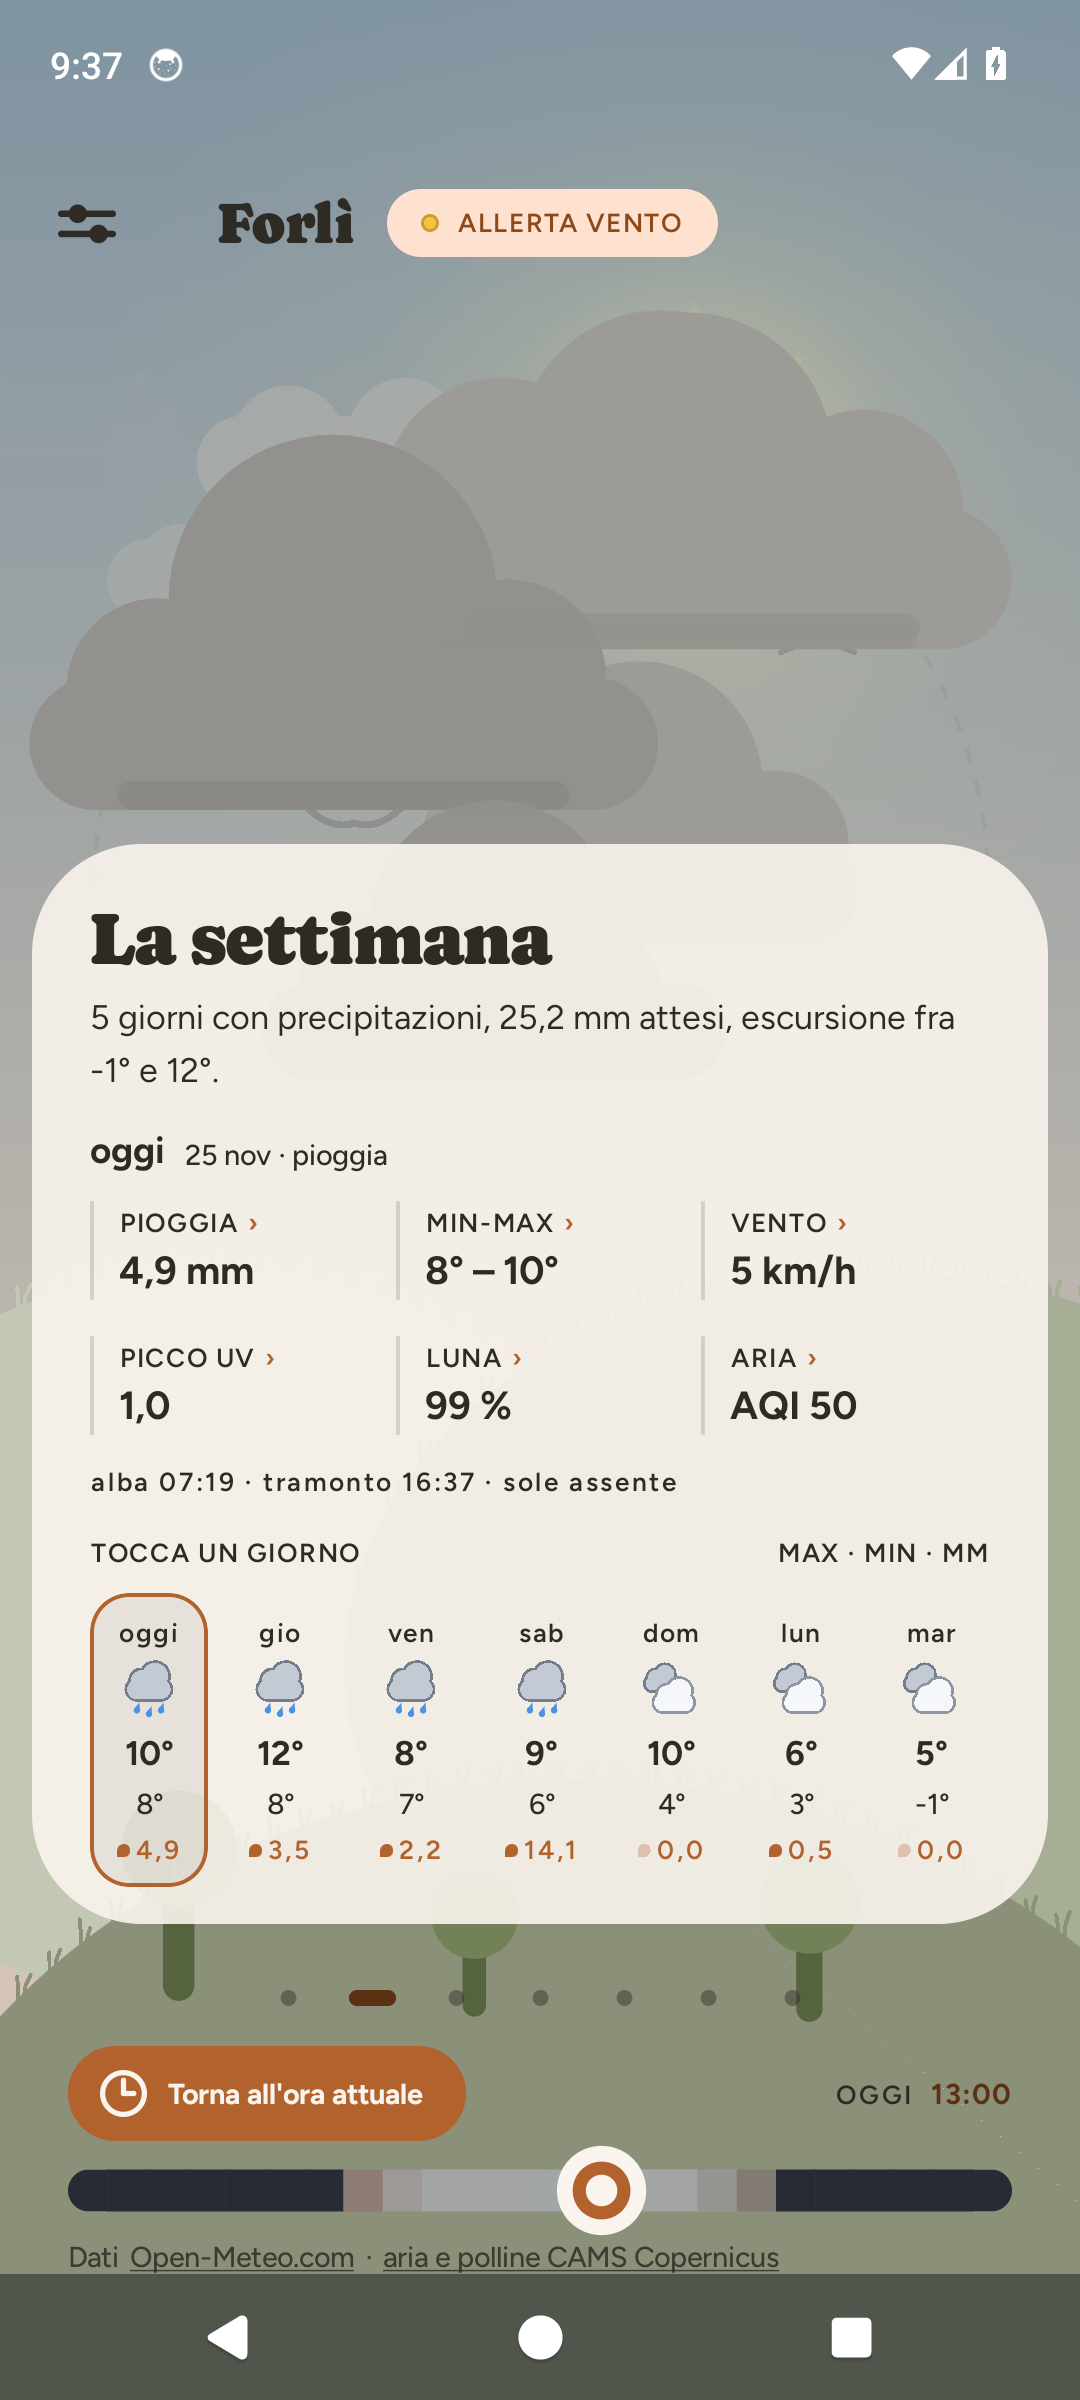 9:37
Forlì
ALLERTA VENTO
La settimana
5 giorni con precipitazioni, 25,2 mm attesi, escursione fra
-1° e 12°.
oggi 25 nov · pioggia
PIOGGIA › MIN-MAX › VENTO ›
4,9 mm 8° – 10° 5 km/h
PICCO UV › LUNA › ARIA ›
1,0 99 % AQI 50
alba 07:19 · tramonto 16:37 · sole assente
TOCCA UN GIORNO MAX · MIN · MM
oggi gio ven sab dom lun mar
10° 12° 8° 9° 10° 6° 5°
8° 8° 7° 6° 4° 3° -1°
4,9 3,5 2,2 14,1 0,0 0,5 0,0
Torna all'ora attuale OGGI 13:00
Dati Open-Meteo.com · aria e polline CAMS Copernicus